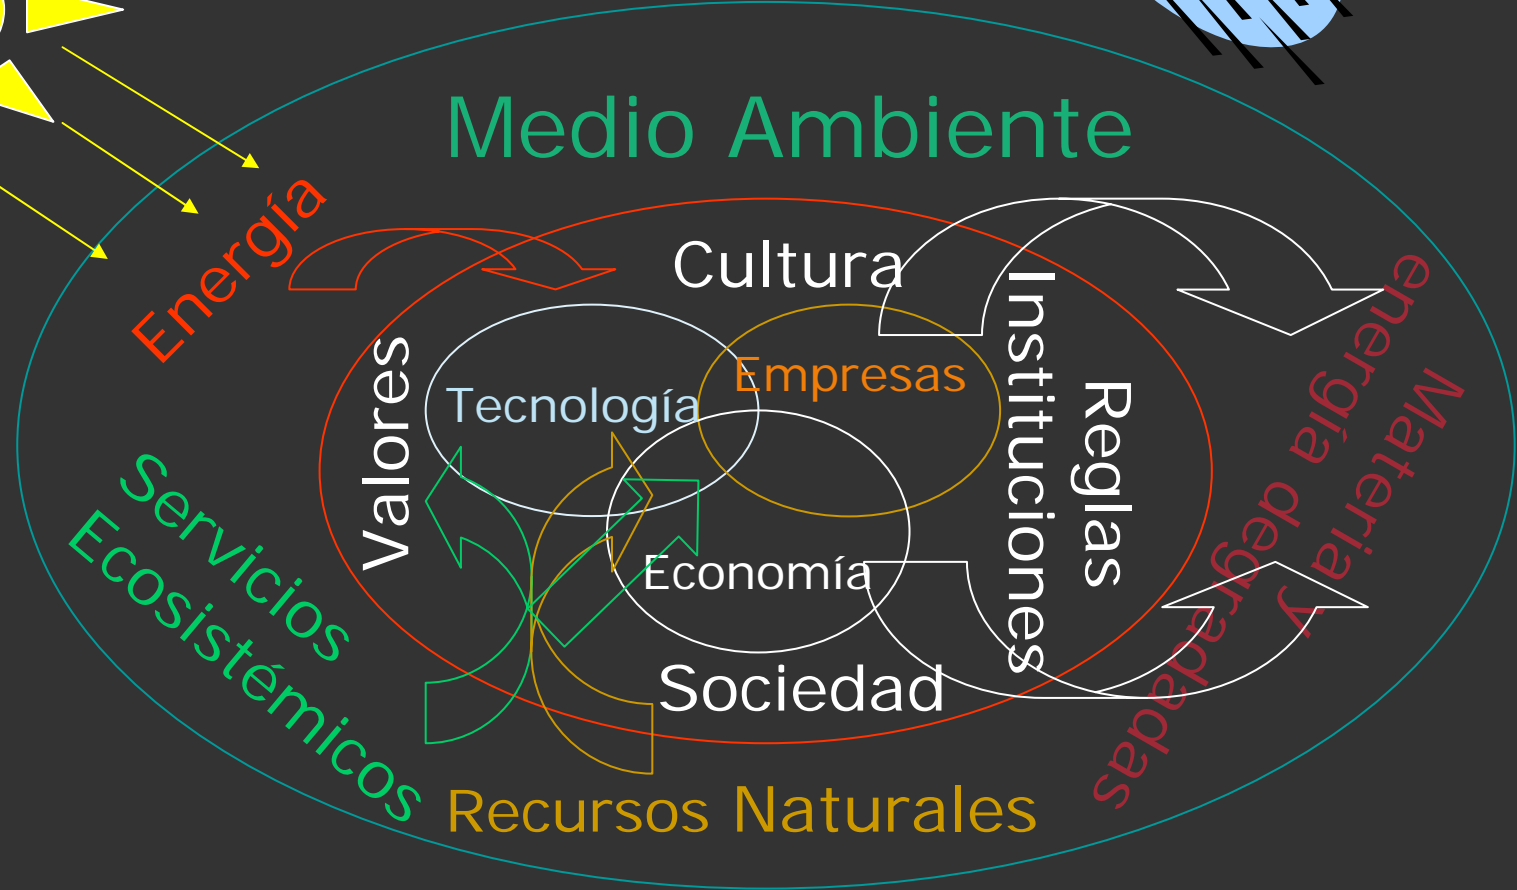 Medio Ambiente
Energía
Cultura
Valores
Tecnología
Empresas
Instituciones
Reglas
Economía
Sociedad
Servicios
Ecosistémicos
Recursos Naturales
Materia y
energía degradadas